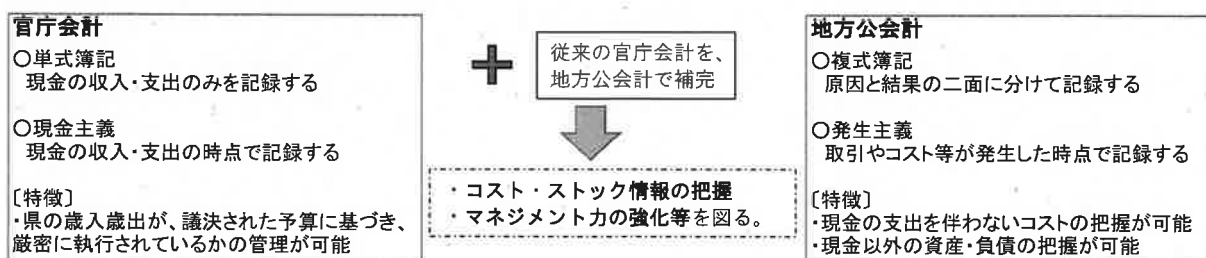 官庁会計
○単式簿記
現金の収入・支出のみを記録する
○現金主義
現金の収入・支出の時点で記録する
〔特徴〕
・県の歳入歳出が、議決された予算に基づき、
厳密に執行されているかの管理が可能
従来の官庁会計を、
地方公会計で補完
・コスト・ストック情報の把握
・マネジメント力の強化等を図る。
地方公会計
○複式簿記
原因と結果の二面に分けて記録する
○発生主義
取引やコスト等が発生した時点で記録する
〔特徴〕
・現金の支出を伴わないコストの把握が可能
・現金以外の資産・負債の把握が可能